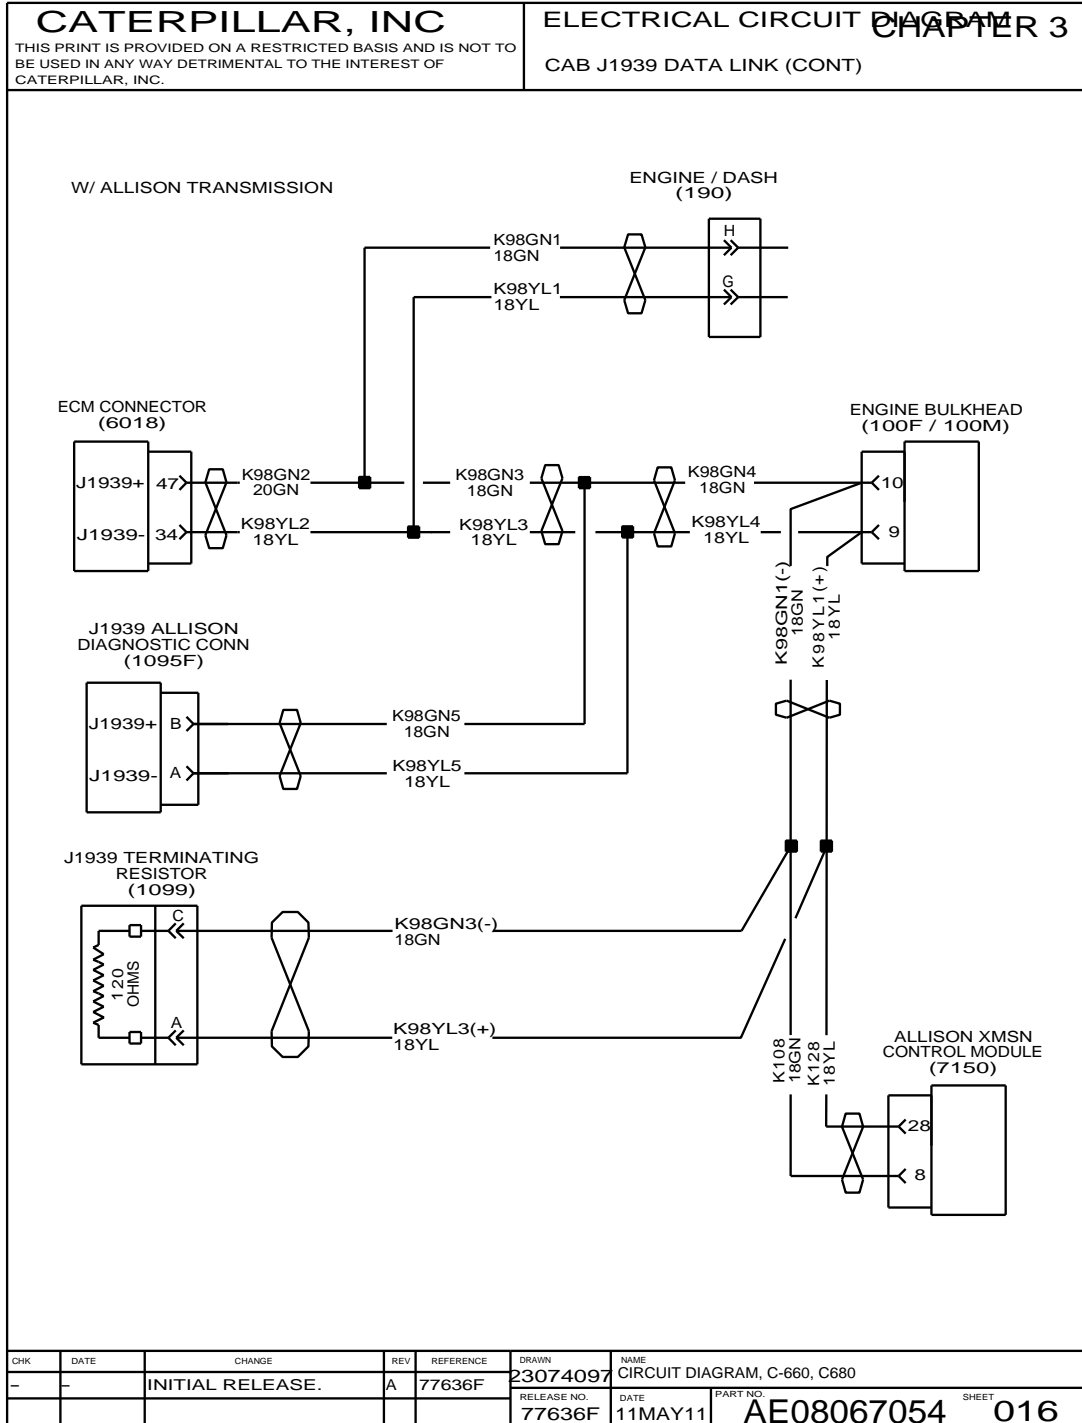 CATERPILLAR, INC
THIS PRINT IS PROVIDED ON A RESTRICTED BASIS AND IS NOT TO
BE USED IN ANY WAY DETRIMENTAL TO THE INTEREST OF
CATERPILLAR, INC.
ELECTRICAL CIRCUIT DIAGRAM
CHAPTER 3
CAB J1939 DATA LINK (CONT)
W/ ALLISON TRANSMISSION
ENGINE / DASH
(190)
K98GN1
18GN
H
K98YL1
18YL
G
ECM CONNECTOR
(6018)
J1939+ 47
J1939- 34
K98GN2
20GN
K98YL2
18YL
K98GN3
18GN
K98YL3
18YL
K98GN4
18GN
K98YL4
18YL
ENGINE BULKHEAD
(100F / 100M)
10
9
K98GN1(-)
18GN
K98YL1(+)
18YL
J1939 ALLISON
DIAGNOSTIC CONN
(1095F)
J1939+ B
J1939- A
K98GN5
18GN
K98YL5
18YL
J1939 TERMINATING
RESISTOR
(1099)
120
OHMS
C
A
K98GN3(-)
18GN
K98YL3(+)
18YL
K108
18GN
K128
18YL
ALLISON XMSN
CONTROL MODULE
(7150)
28
8
CHK DATE CHANGE REV REFERENCE
– – INITIAL RELEASE. A 77636F
DRAWN
23074097
NAME
CIRCUIT DIAGRAM, C-660, C680
RELEASE NO.
77636F
DATE
11MAY11
PART NO.
AE08067054
SHEET
016